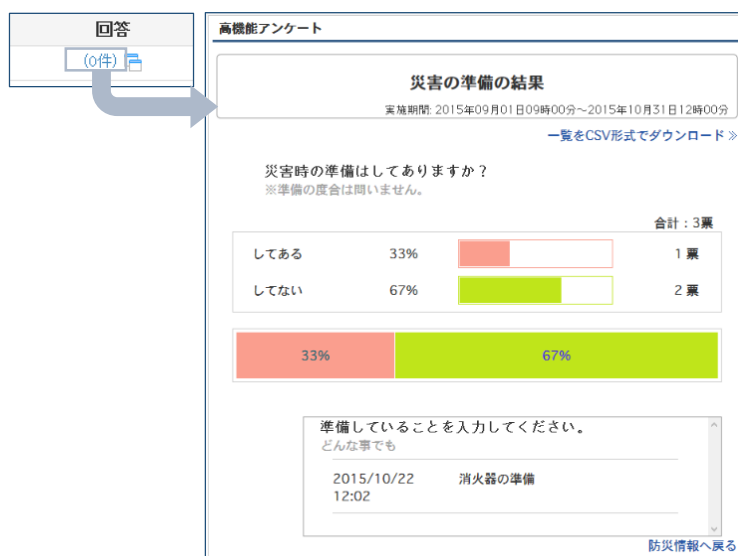 回答
(0件)
高機能アンケート
災害の準備の結果
実施期間: 2015年09月01日09時00分～2015年10月31日12時00分
一覧をCSV形式でダウンロード »
災害時の準備はしてありますか？
※準備の度合は問いません。
合計：3票
してある 33% 1 票
してない 67% 2 票
33% 67%
準備していることを入力してください。
どんな事でも
2015/10/22 消火器の準備
12:02
防災情報へ戻る